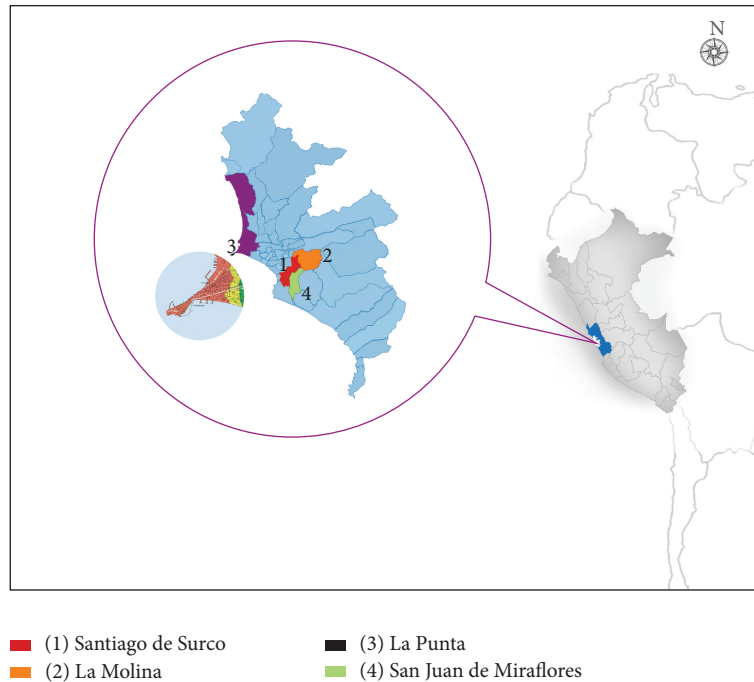 N
3
1
2
4
(1) Santiago de Surco
(2) La Molina
(3) La Punta
(4) San Juan de Miraflores